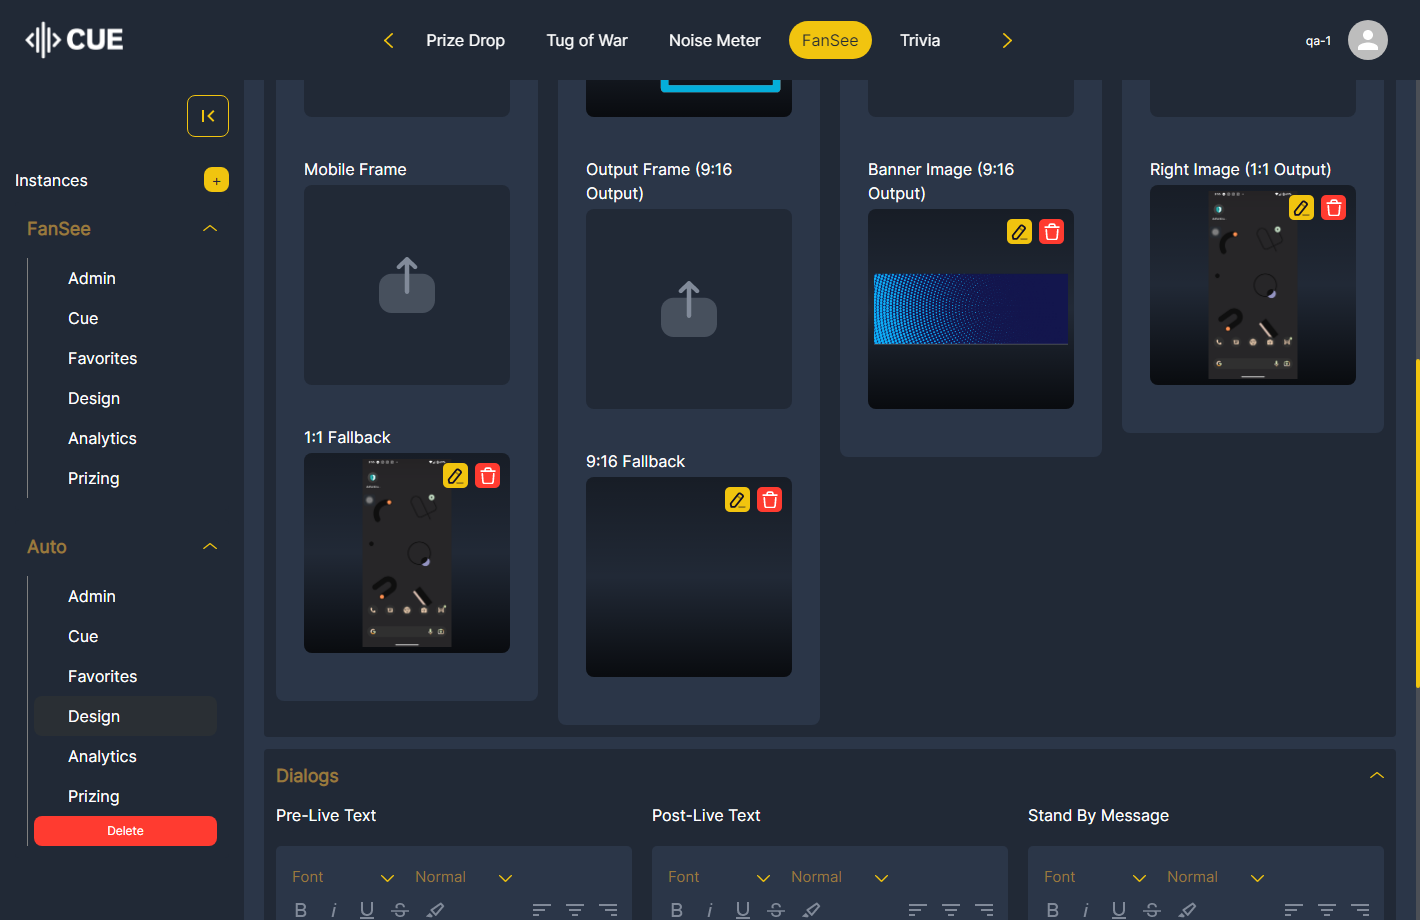 CUE
Prize Drop
Tug of War
Noise Meter
FanSee
Trivia
qa-1
Instances
+
FanSee
Admin
Cue
Favorites
Design
Analytics
Prizing
Auto
Admin
Cue
Favorites
Design
Analytics
Prizing
Delete
Mobile Frame
Output Frame (9:16
Output)
Banner Image (9:16
Output)
Right Image (1:1 Output)
1:1 Fallback
9:16 Fallback
Dialogs
Pre-Live Text
Post-Live Text
Stand By Message
Font
Normal
Font
Normal
Font
Normal
B i U S
B i U S
B i U S